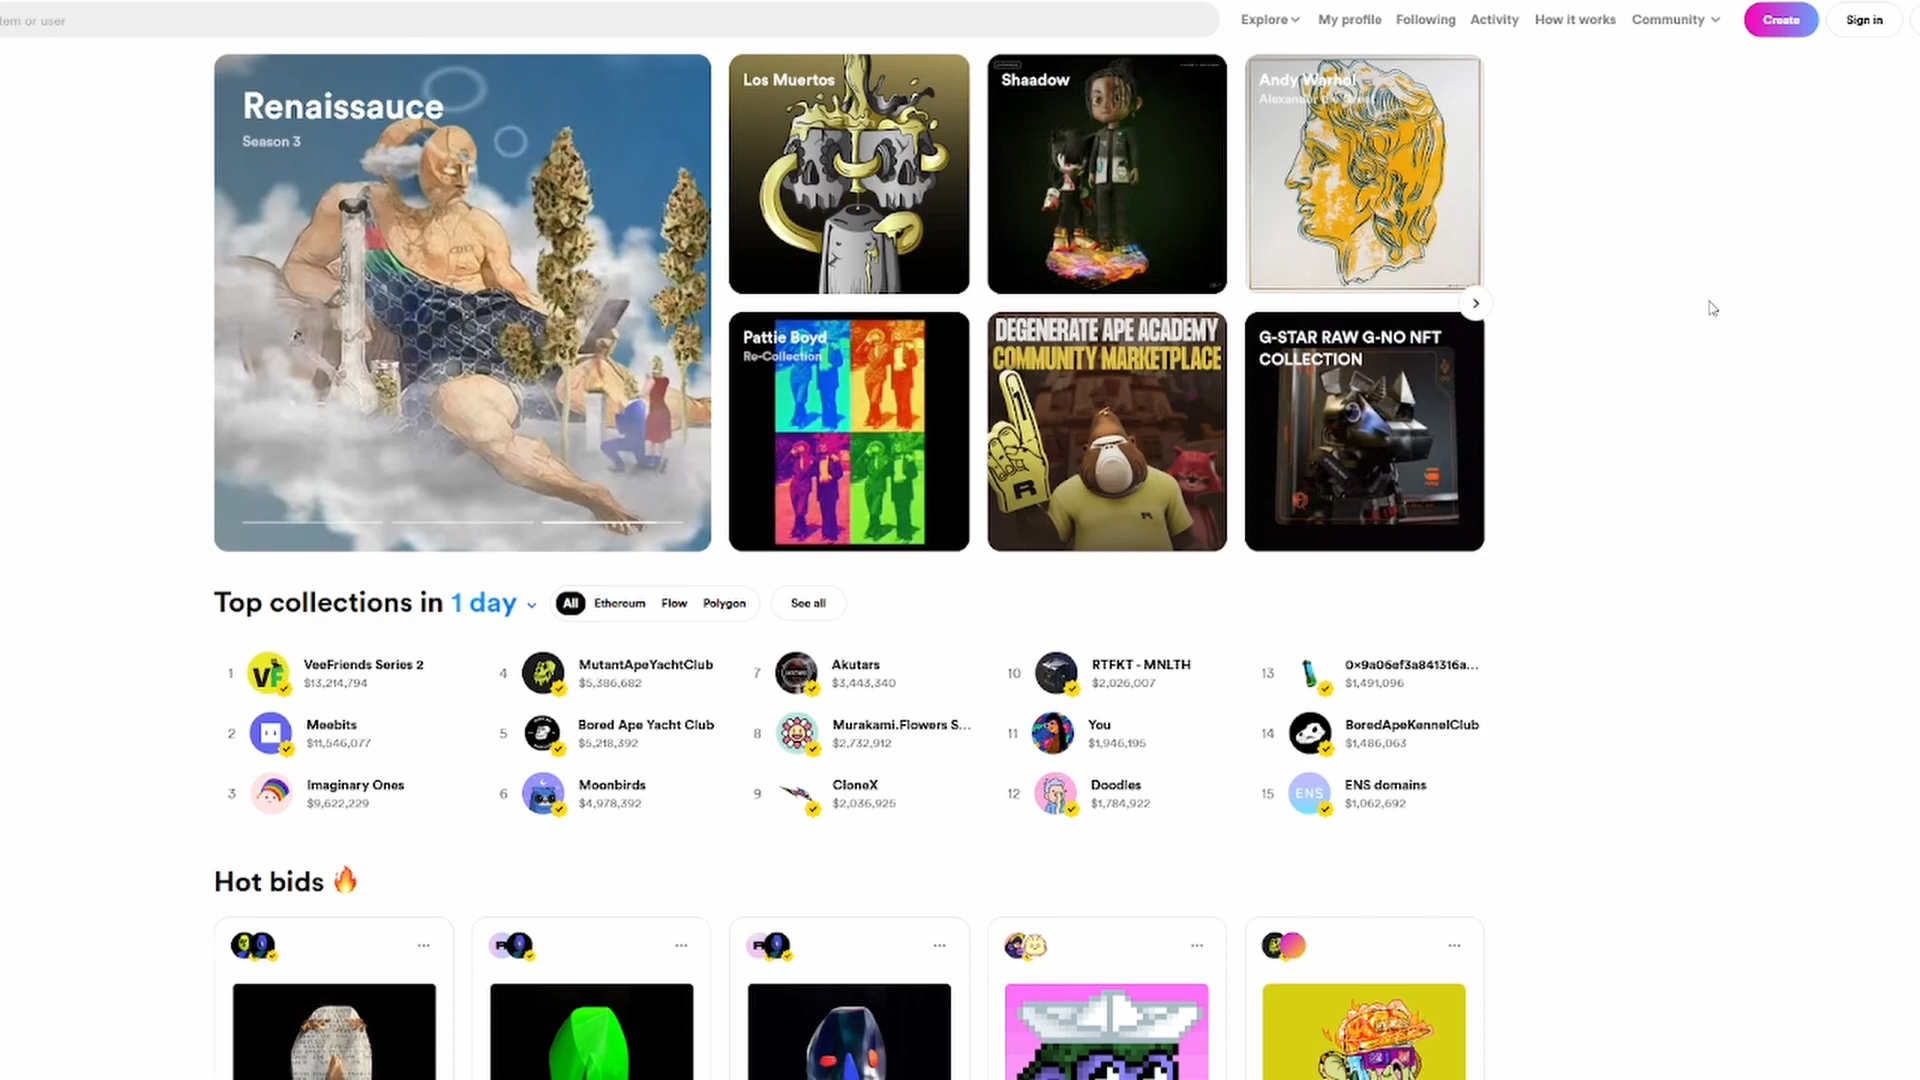 tem or user
Explore
My profile
Following
Activity
How it works
Community
Create
Sign in
Renaissauce
Season 3
Los Muertos
Shaadow
Andy Warhol
Alexander the Great
Pattie Boyd
Re-Collection
DEGENERATE APE ACADEMY
COMMUNITY MARKETPLACE
1
R
G-STAR RAW G-NO NFT
COLLECTION
Top collections in 1 day
All
Ethereum
Flow
Polygon
See all
1
VF
VeeFriends Series 2
$13,214,794
2
Meebits
$11,546,077
3
Imaginary Ones
$9,622,229
4
MutantApeYachtClub
$5,386,682
5
Bored Ape Yacht Club
$5,218,392
6
Moonbirds
$4,978,392
7
Akutars
$3,443,340
8
Murakami.Flowers S...
$2,732,912
9
CloneX
$2,036,925
10
RTFKT - MNLTH
$2,026,007
11
You
$1,946,195
12
Doodles
$1,784,922
13
0x9a06ef3a841316a...
$1,491,096
14
BoredApeKennelClub
$1,486,063
15
ENS
ENS domains
$1,062,692
Hot bids 🔥